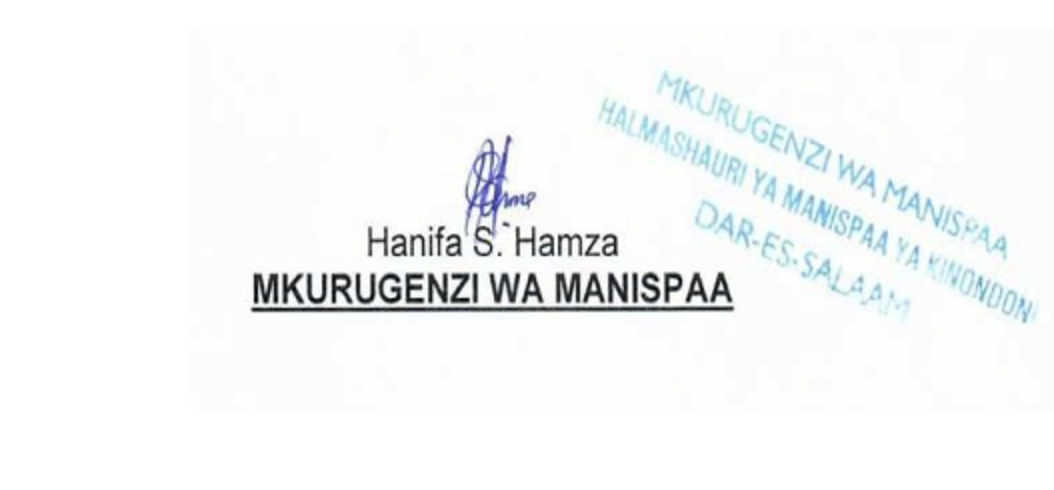 Hanifa S. Hamza
MKURUGENZI WA MANISPAA
MKURUGENZI WA MANISPAA
HALMASHAURI YA MANISPAA YA KINONDONI
DAR-ES-SALAAM